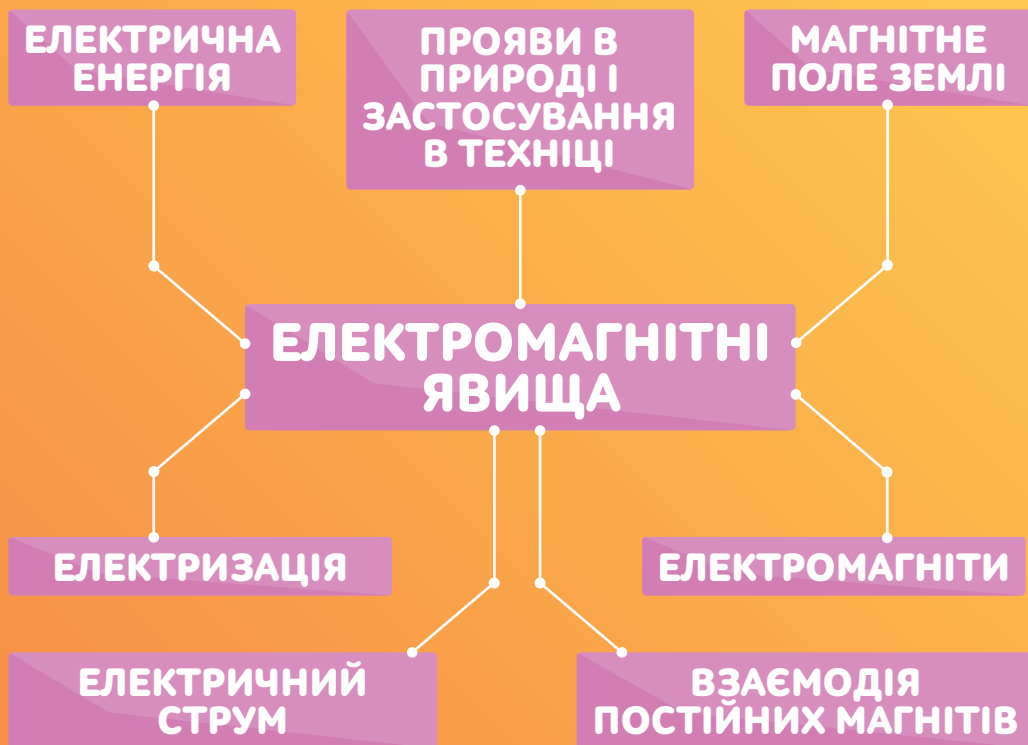 ЕЛЕКТРИЧНА
ЕНЕРГІЯ
ПРОЯВИ В
ПРИРОДІ І
ЗАСТОСУВАННЯ
В ТЕХНІЦІ
МАГНІТНЕ
ПОЛЕ ЗЕМЛІ
ЕЛЕКТРОМАГНІТНІ
ЯВИЩА
ЕЛЕКТРИЗАЦІЯ
ЕЛЕКТРОМАГНІТИ
ЕЛЕКТРИЧНИЙ
СТРУМ
ВЗАЄМОДІЯ
ПОСТІЙНИХ МАГНІТІВ